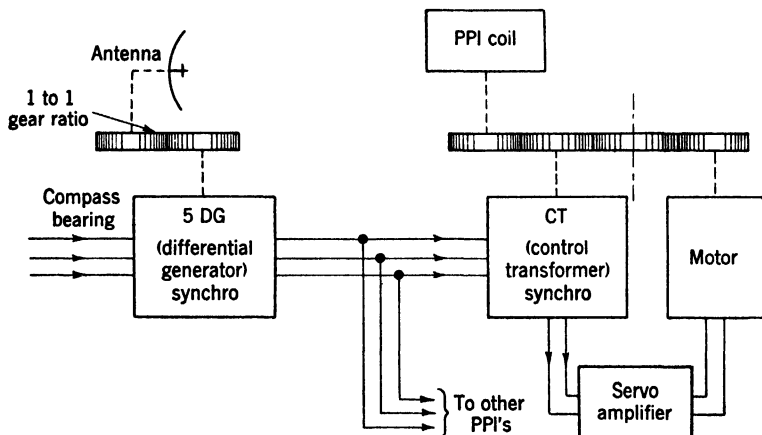 PPI coil
Antenna
1 to 1
gear ratio
Compass
bearing
5 DG
(differential
generator)
synchro
CT
(control
transformer)
synchro
Motor
To other
PPI's
Servo
amplifier